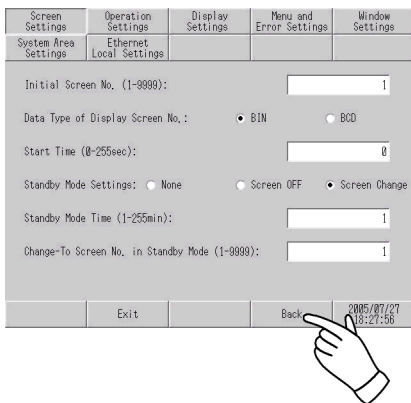 Screen Settings
Operation Settings
Display Settings
Menu and Error Settings
Window Settings
System Area Settings
Ethernet Local Settings
Initial Screen No. (1-9999): 1
Data Type of Display Screen No.: BIN BCD
Start Time (0-255sec): 0
Standby Mode Settings: None Screen OFF Screen Change
Standby Mode Time (1-255min): 1
Change-To Screen No. in Standby Mode (1-9999): 1
Exit
Back
2005/07/27
18:27:56